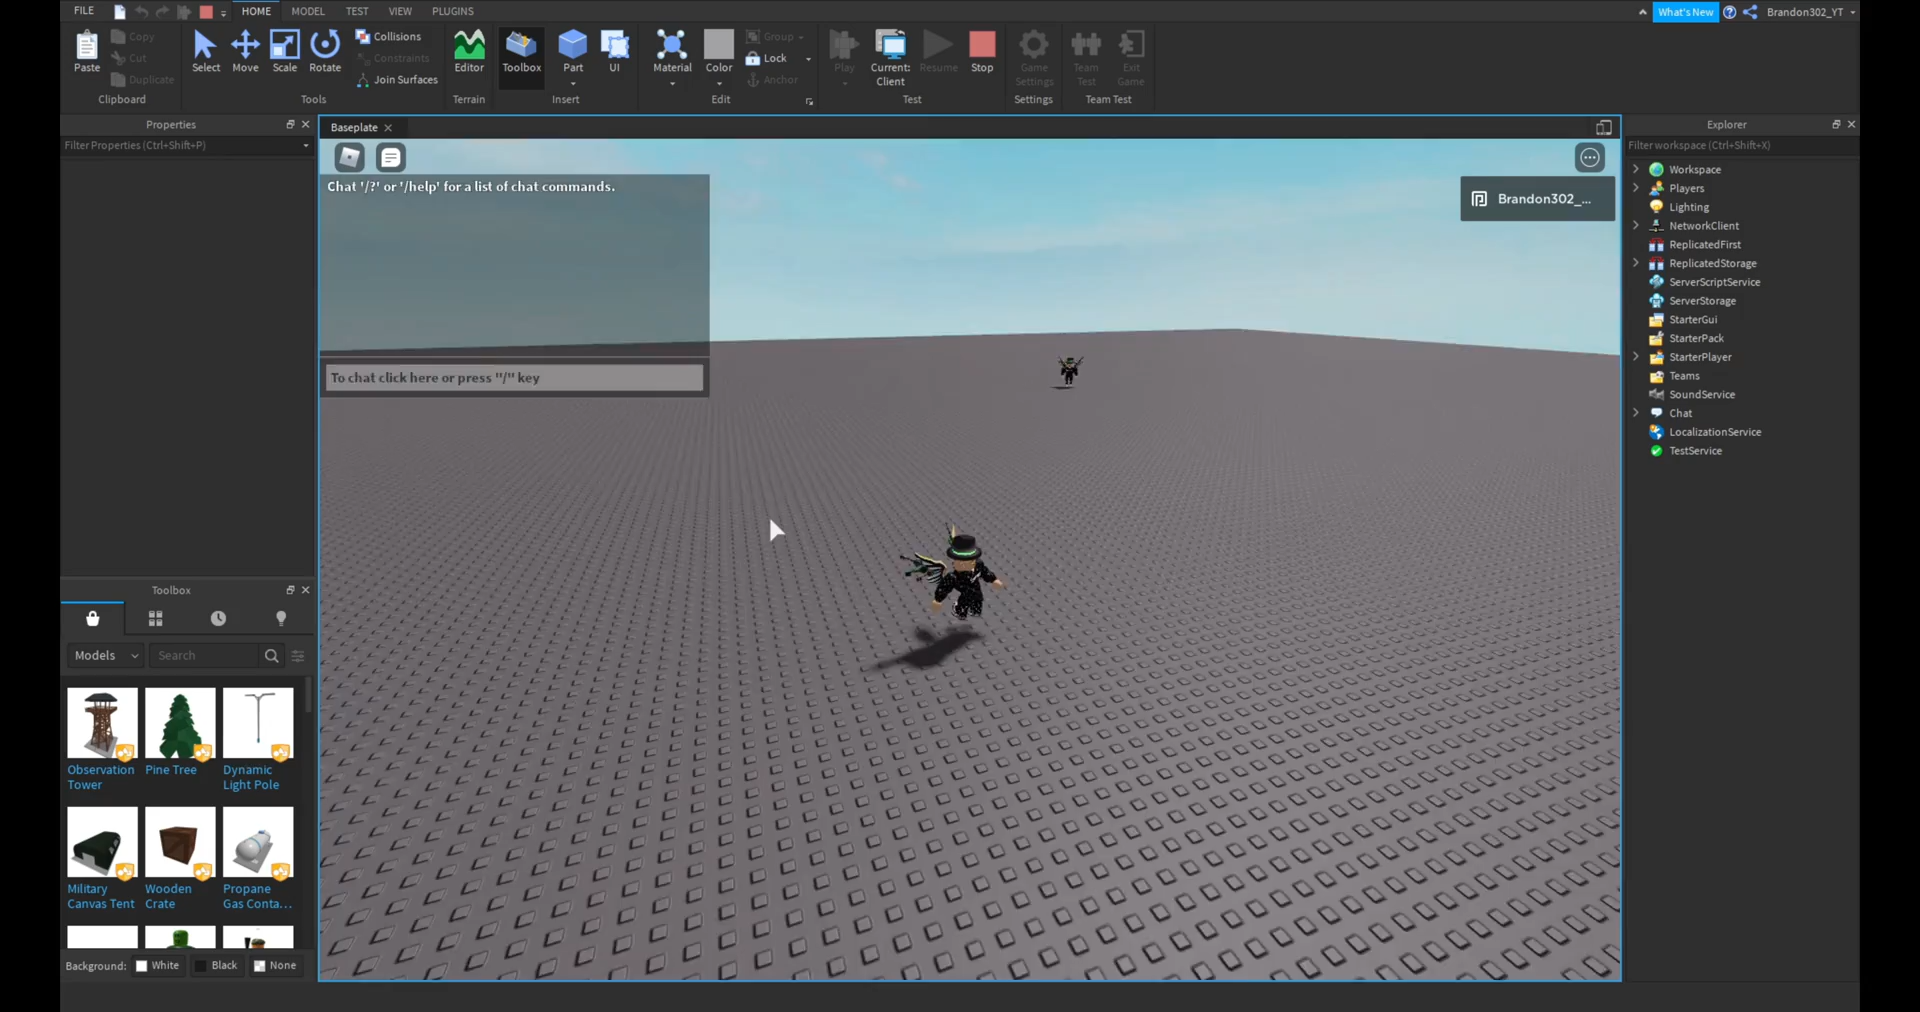 FILE HOME MODEL TEST VIEW PLUGINS What's New Brandon302_YT
Paste Copy Cut Duplicate
Clipboard
Select Move Scale Rotate Collisions Constraints Join Surfaces
Tools
Editor
Terrain
Toolbox Part UI
Insert
Material Color Group Lock Anchor
Edit
Play Current: Client Resume Stop
Test
Game Settings
Settings
Team Test Exit Game
Team Test
Properties
Filter Properties (Ctrl+Shift+P)
Baseplate
Chat '/?' or '/help' for a list of chat commands.
To chat click here or press "/" key
Brandon302_...
Explorer
Filter workspace (Ctrl+Shift+X)
Workspace
Players
Lighting
NetworkClient
ReplicatedFirst
ReplicatedStorage
ServerScriptService
ServerStorage
StarterGui
StarterPack
StarterPlayer
Teams
SoundService
Chat
LocalizationService
TestService
Toolbox
Models Search
Observation Tower
Pine Tree
Dynamic Light Pole
Military Canvas Tent
Wooden Crate
Propane Gas Conta...
Background: White Black None